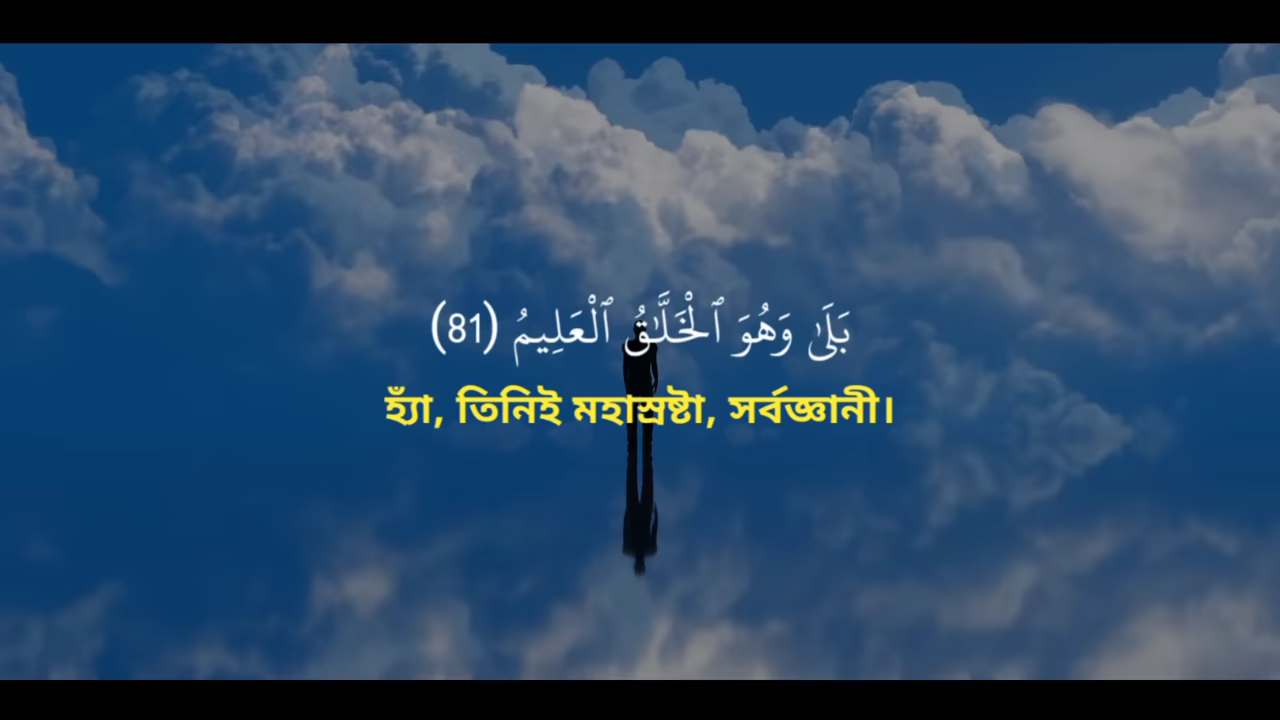 بَلَىٰ وَهُوَ ٱلْخَلَّـٰقُ ٱلْعَلِيمُ (81)
হ্যাঁ, তিনিই মহাস্রষ্টা, সর্বজ্ঞানী।